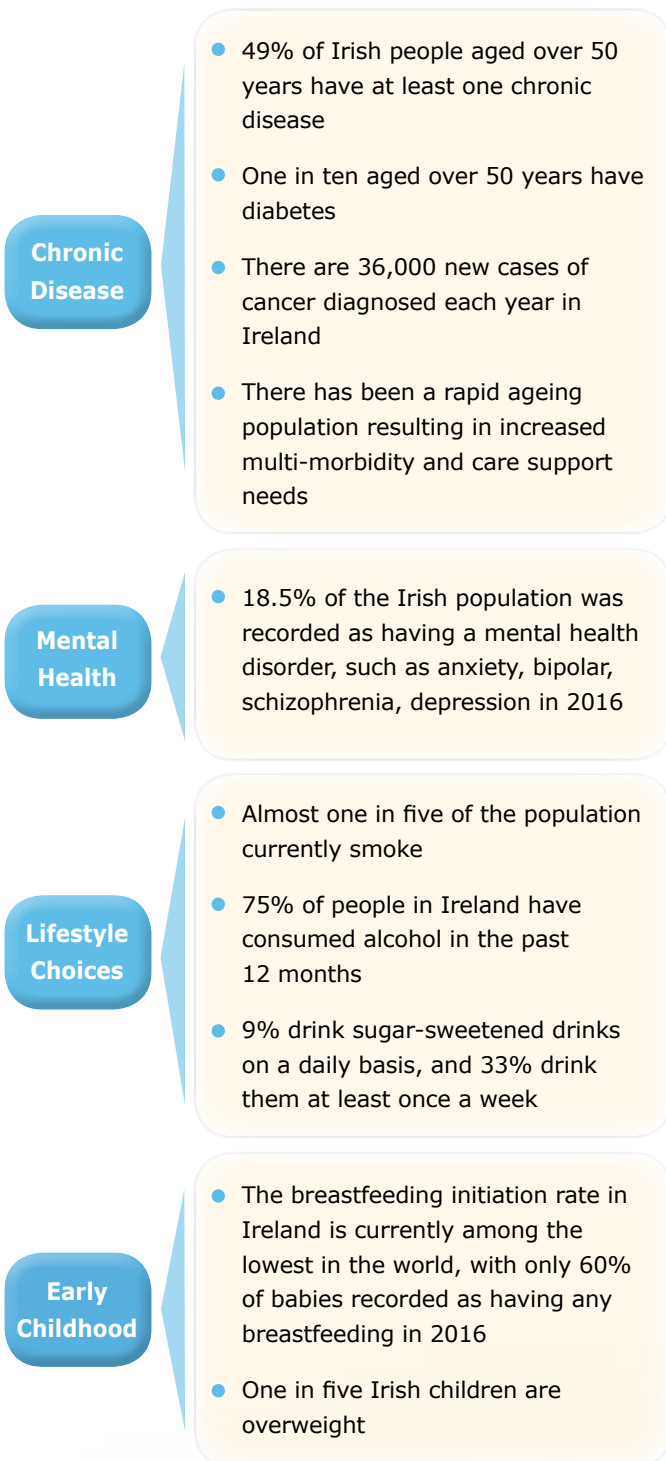 Chronic
Disease
49% of Irish people aged over 50
years have at least one chronic
disease
One in ten aged over 50 years have
diabetes
There are 36,000 new cases of
cancer diagnosed each year in
Ireland
There has been a rapid ageing
population resulting in increased
multi-morbidity and care support
needs
Mental
Health
18.5% of the Irish population was
recorded as having a mental health
disorder, such as anxiety, bipolar,
schizophrenia, depression in 2016
Lifestyle
Choices
Almost one in five of the population
currently smoke
75% of people in Ireland have
consumed alcohol in the past
12 months
9% drink sugar-sweetened drinks
on a daily basis, and 33% drink
them at least once a week
Early
Childhood
The breastfeeding initiation rate in
Ireland is currently among the
lowest in the world, with only 60%
of babies recorded as having any
breastfeeding in 2016
One in five Irish children are
overweight